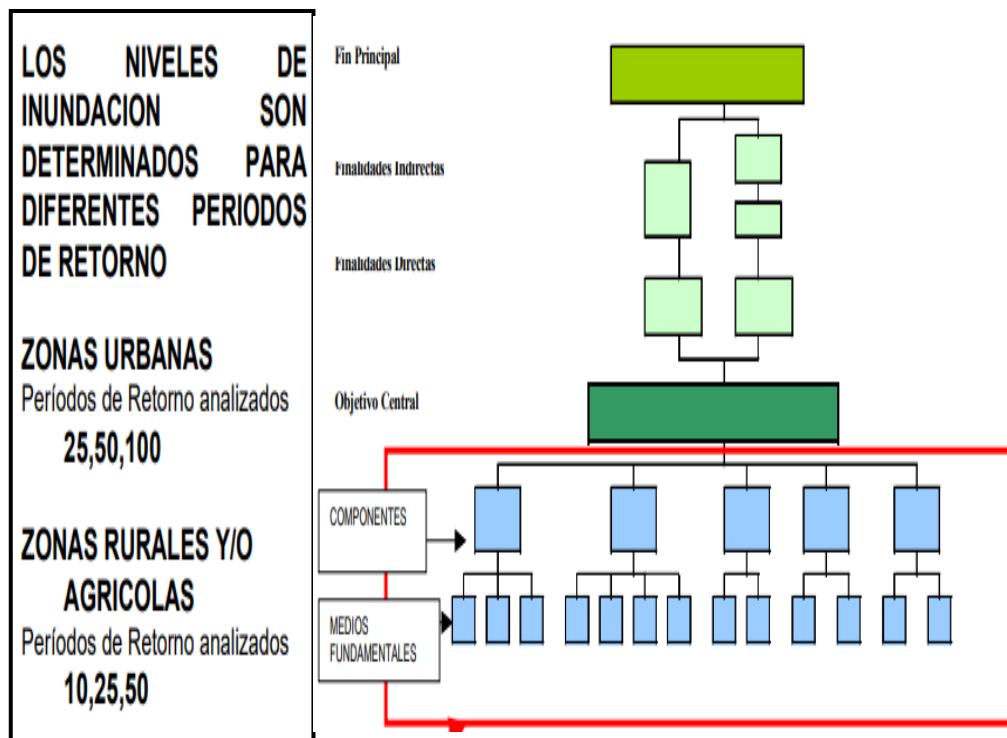 LOS NIVELES DE
INUNDACION SON
DETERMINADOS PARA
DIFERENTES PERIODOS
DE RETORNO
ZONAS URBANAS
Períodos de Retorno analizados
25,50,100
ZONAS RURALES Y/O
AGRICOLAS
Períodos de Retorno analizados
10,25,50
Fin Principal
Finalidades Indirectas
Finalidades Directas
Objetivo Central
COMPONENTES
MEDIOS
FUNDAMENTALES